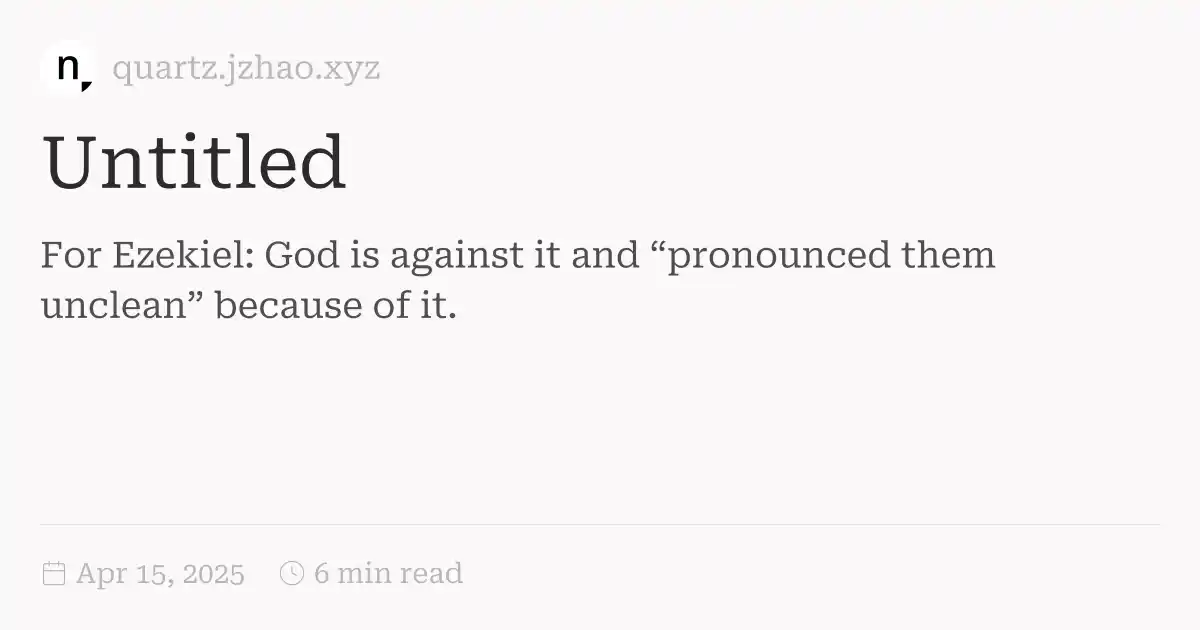 n
quartz.jzhao.xyz
Untitled
For Ezekiel: God is against it and “pronounced them
unclean” because of it.
Apr 15, 2025 6 min read